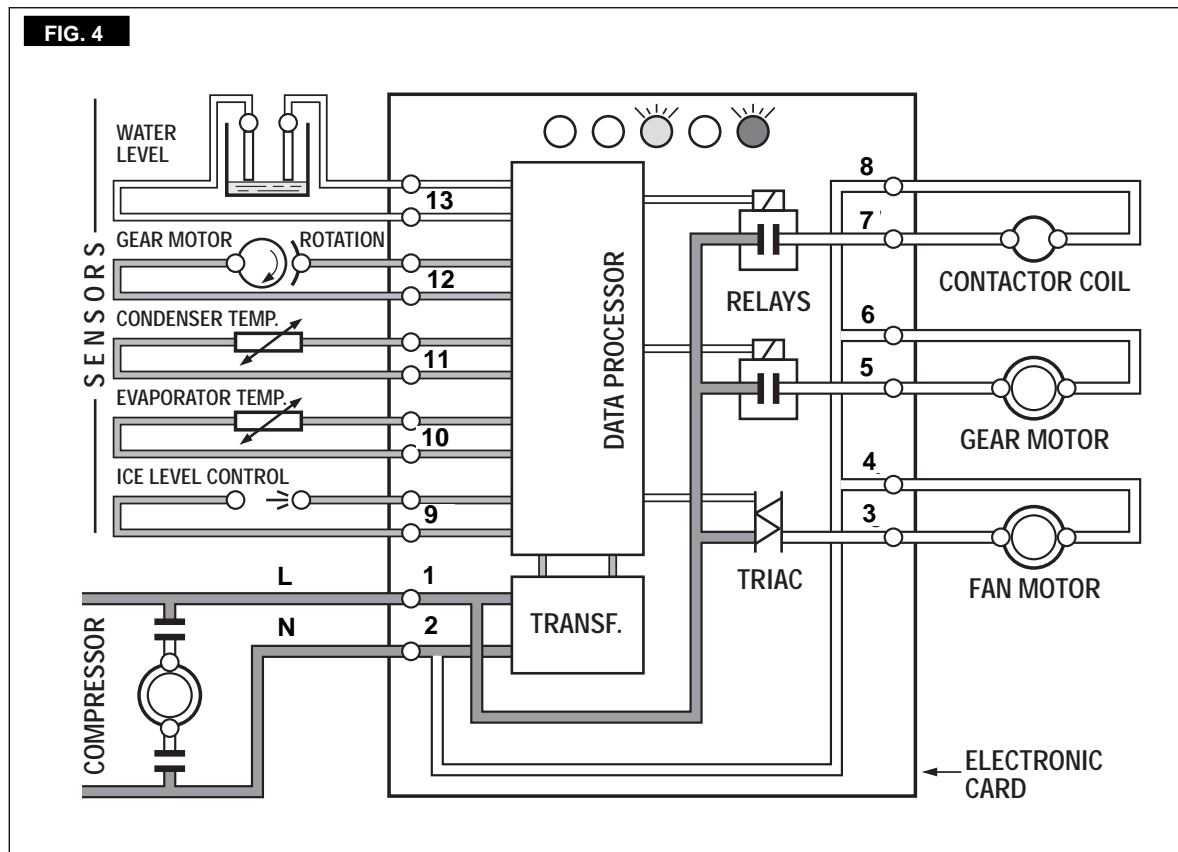 FIG. 4
WATER
LEVEL
13
GEAR MOTOR ROTATION
12
CONDENSER TEMP.
11
EVAPORATOR TEMP.
10
ICE LEVEL CONTROL
9
SENSORS
L
1
N
2
COMPRESSOR
DATA PROCESSOR
TRANSF.
RELAYS
TRIAC
8
7
CONTACTOR COIL
6
5
GEAR MOTOR
4
3
FAN MOTOR
ELECTRONIC
CARD